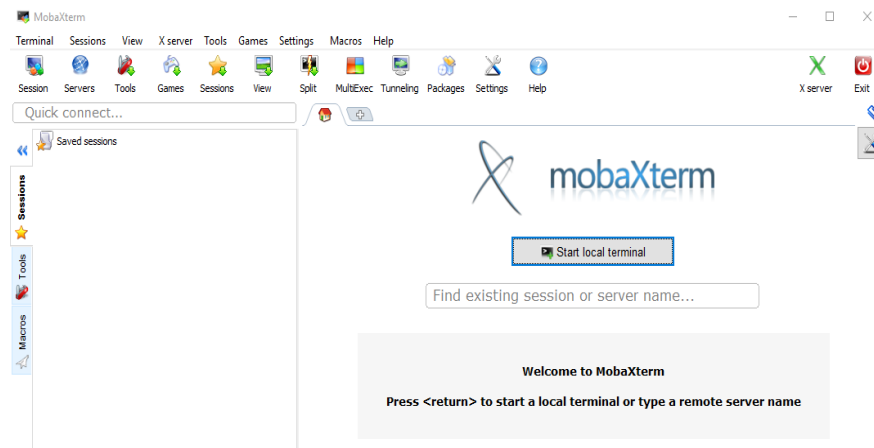 MobaXterm
Terminal Sessions View X server Tools Games Settings Macros Help
Session Servers Tools Games Sessions View Split MultiExec Tunneling Packages Settings Help X server Exit
Quick connect...
Saved sessions
Sessions
Tools
Macros
mobaXterm
Start local terminal
Find existing session or server name...
Welcome to MobaXterm
Press <return> to start a local terminal or type a remote server name